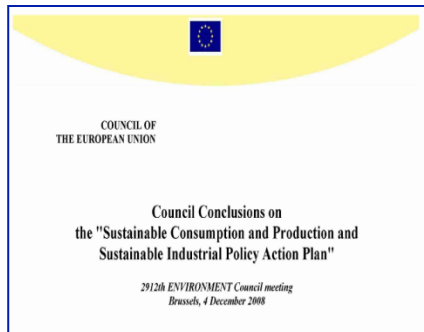 COUNCIL OF
THE EUROPEAN UNION
Council Conclusions on
the "Sustainable Consumption and Production and
Sustainable Industrial Policy Action Plan"
2912th ENVIRONMENT Council meeting
Brussels, 4 December 2008